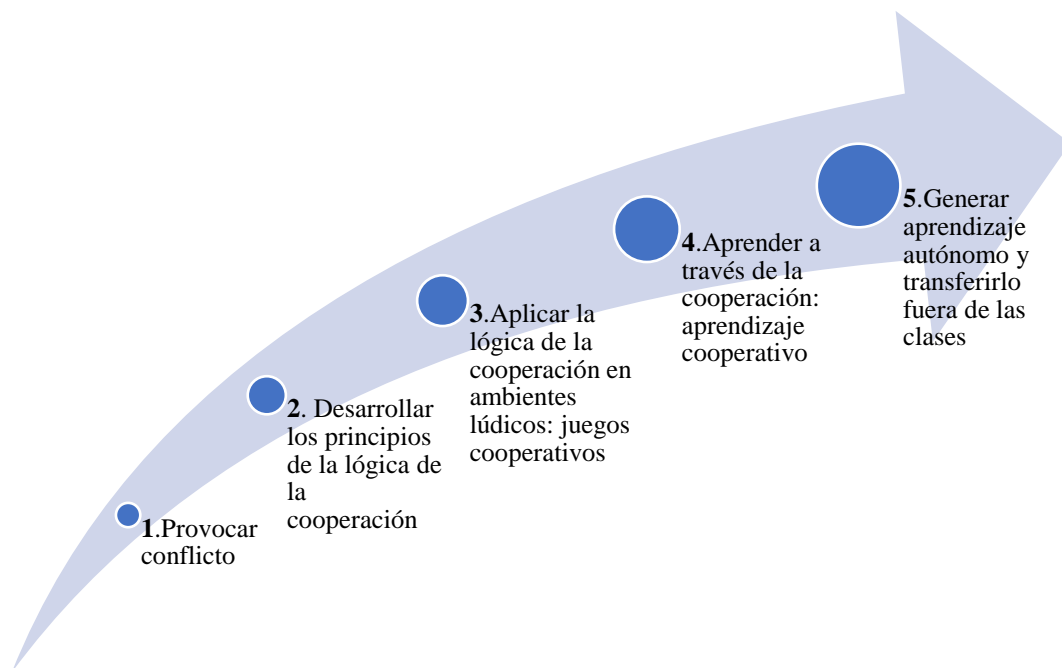 1.Provocar
conflicto
2. Desarrollar
los principios
de la lógica de
la
cooperación
3.Aplicar la
lógica de la
cooperación en
ambientes
lúdicos: juegos
cooperativos
4.Aprender a
través de la
cooperación:
aprendizaje
cooperativo
5.Generar
aprendizaje
autónomo y
transferirlo
fuera de las
clases